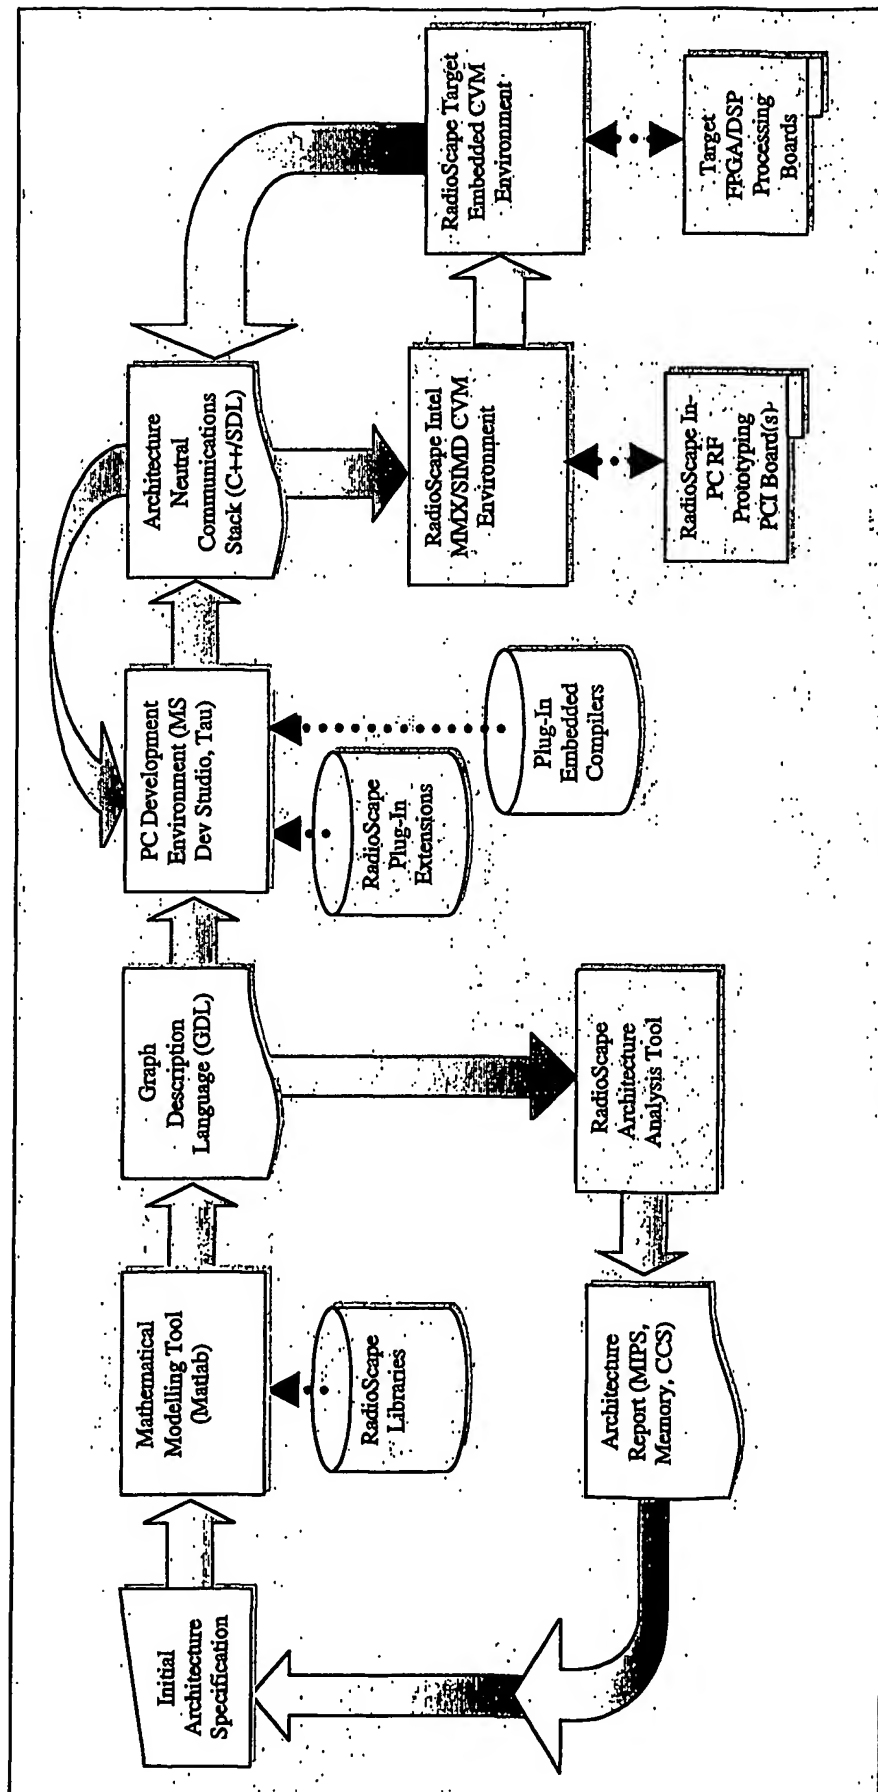 Initial
Architecture
Specification
Mathematical
Modelling Tool
(Matlab)
RadioScape
Libraries
Graph
Description
Language (GDL)
PC Development
Environment (MS
Dev Studio, Tau)
RadioScape
Plug-In
Extensions
Plug-In
Embedded
Compilers
Architecture
Neutral
Communications
Stack (C++/SDL)
RadioScape Intel
MMX/SIMD CVM
Environment
RadioScape Target
Embedded CVM
Environment
RadioScape In-
PC RF
Prototyping
PCI Board(s)
Target
FPGA/DSP
Processing
Boards
RadioScape
Architecture
Analysis Tool
Architecture
Report (MIPS,
Memory, CCS)